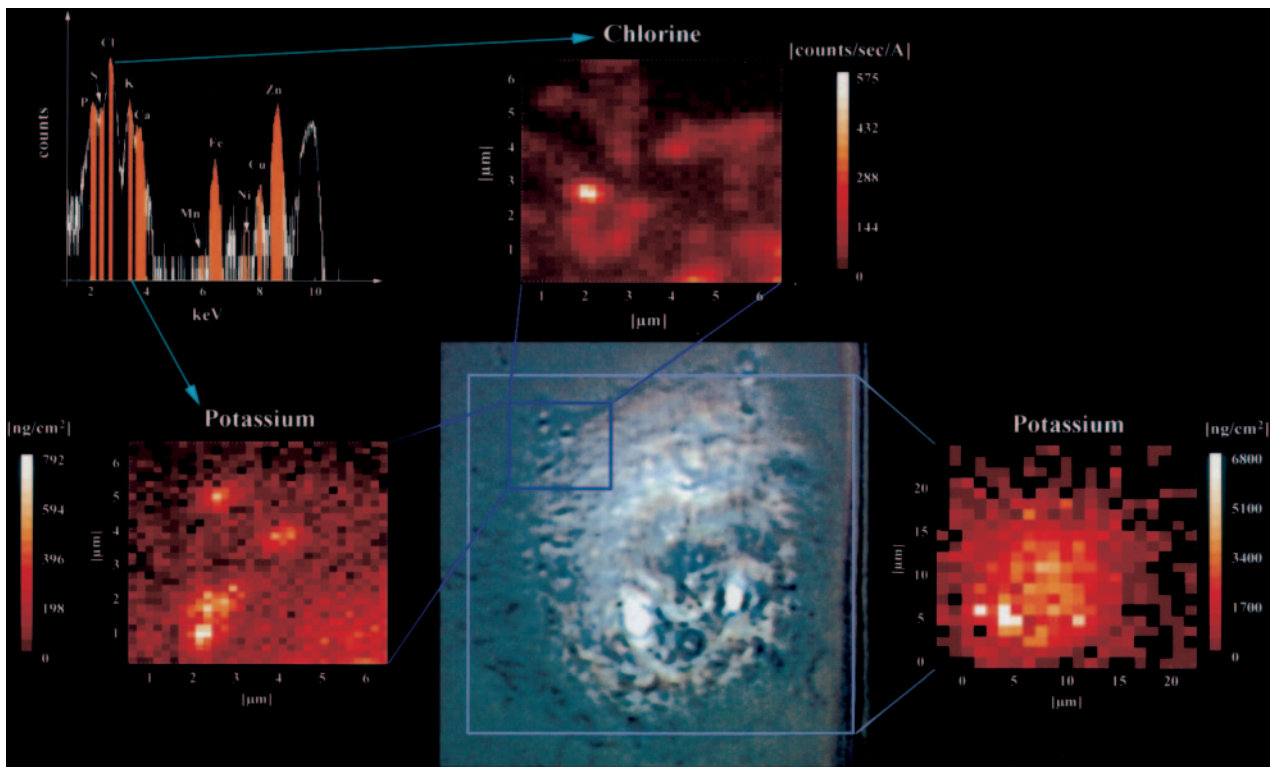 Chlorine
[counts/sec/A]
Cl
S
P
K
Ca
Zn
Fe
Cu
Ni
Mn
counts
2 4 6 8 10
keV
6
5
4
3
2
1
[µm]
1 2 3 4 5 6
[µm]
575
432
288
144
0
Potassium
[ng/cm²]
792
594
396
198
0
6
5
4
3
2
1
[µm]
1 2 3 4 5 6
[µm]
Potassium
[ng/cm²]
20
15
10
5
0
[µm]
0 5 10 15 20
[µm]
6800
5100
3400
1700
0